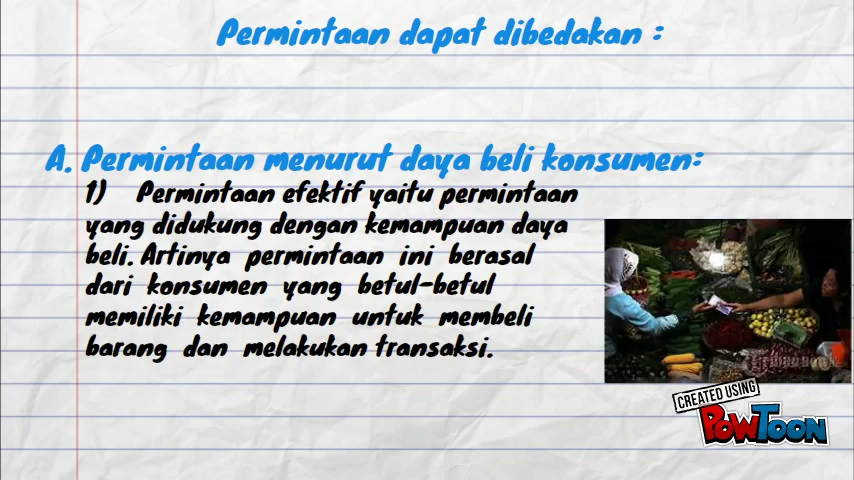 Permintaan dapat dibedakan :
A. Permintaan menurut daya beli konsumen:
1) Permintaan efektif yaitu permintaan
yang didukung dengan kemampuan daya
beli. Artinya permintaan ini berasal
dari konsumen yang betul-betul
memiliki kemampuan untuk membeli
barang dan melakukan transaksi.
CREATED USING
POWTOON